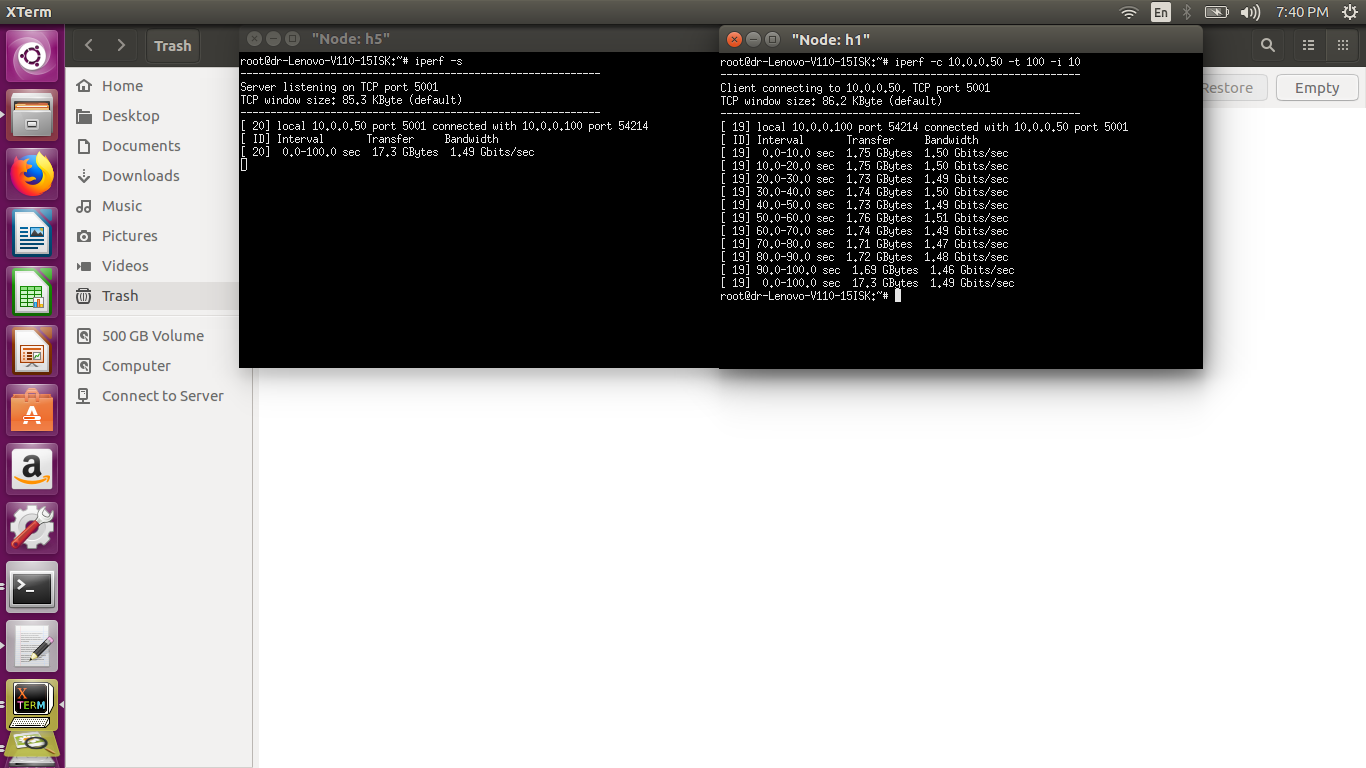 XTerm
En
7:40 PM
Trash
Restore
Empty
Home
Desktop
Documents
Downloads
Music
Pictures
Videos
Trash
500 GB Volume
Computer
Connect to Server
"Node: h5"
root@dr-Lenovo-V110-15ISK:~# iperf -s
------------------------------------------------------------
Server listening on TCP port 5001
TCP window size: 85.3 KByte (default)
------------------------------------------------------------
[ 20] local 10.0.0.50 port 5001 connected with 10.0.0.100 port 54214
[ ID] Interval       Transfer     Bandwidth
[ 20]  0.0-100.0 sec  17.3 GBytes  1.49 Gbits/sec
"Node: h1"
root@dr-Lenovo-V110-15ISK:~# iperf -c 10.0.0.50 -t 100 -i 10
------------------------------------------------------------
Client connecting to 10.0.0.50, TCP port 5001
TCP window size: 86.2 KByte (default)
------------------------------------------------------------
[ 19] local 10.0.0.100 port 54214 connected with 10.0.0.50 port 5001
[ ID] Interval       Transfer     Bandwidth
[ 19]  0.0-10.0 sec  1.75 GBytes  1.50 Gbits/sec
[ 19] 10.0-20.0 sec  1.75 GBytes  1.50 Gbits/sec
[ 19] 20.0-30.0 sec  1.73 GBytes  1.49 Gbits/sec
[ 19] 30.0-40.0 sec  1.74 GBytes  1.50 Gbits/sec
[ 19] 40.0-50.0 sec  1.73 GBytes  1.49 Gbits/sec
[ 19] 50.0-60.0 sec  1.76 GBytes  1.51 Gbits/sec
[ 19] 60.0-70.0 sec  1.74 GBytes  1.49 Gbits/sec
[ 19] 70.0-80.0 sec  1.71 GBytes  1.47 Gbits/sec
[ 19] 80.0-90.0 sec  1.72 GBytes  1.48 Gbits/sec
[ 19] 90.0-100.0 sec  1.69 GBytes  1.46 Gbits/sec
[ 19]  0.0-100.0 sec  17.3 GBytes  1.49 Gbits/sec
root@dr-Lenovo-V110-15ISK:~#
A
a
>_
X
TERM